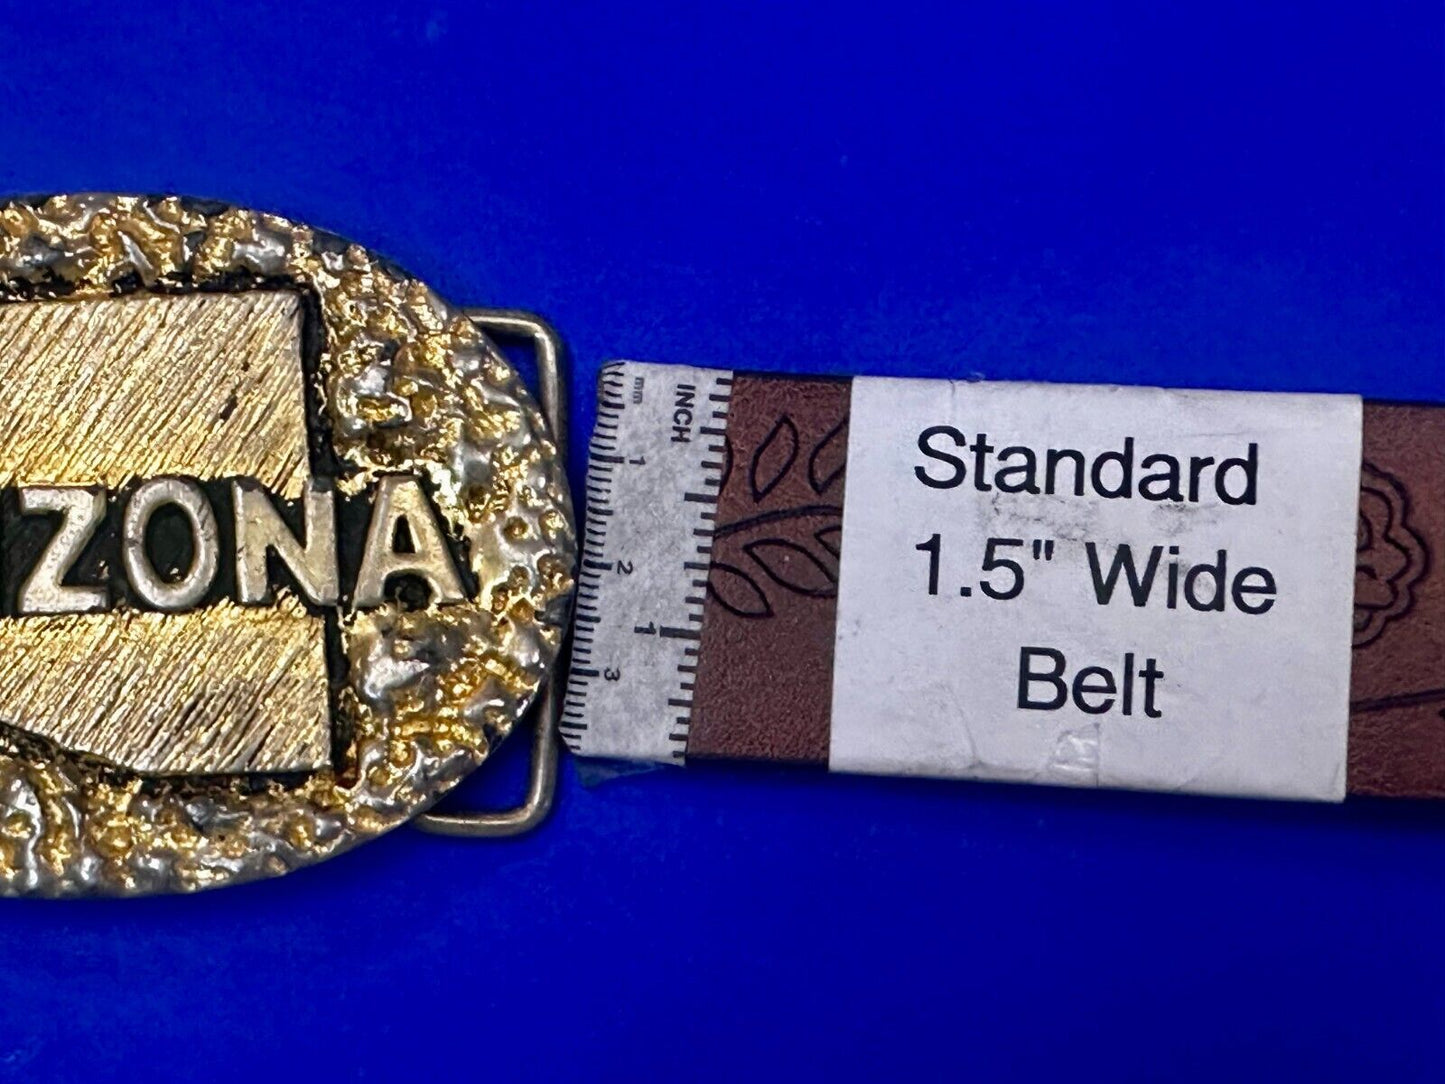 ZONA
mm
INCH
1
2
1
3
Standard
1.5" Wide
Belt